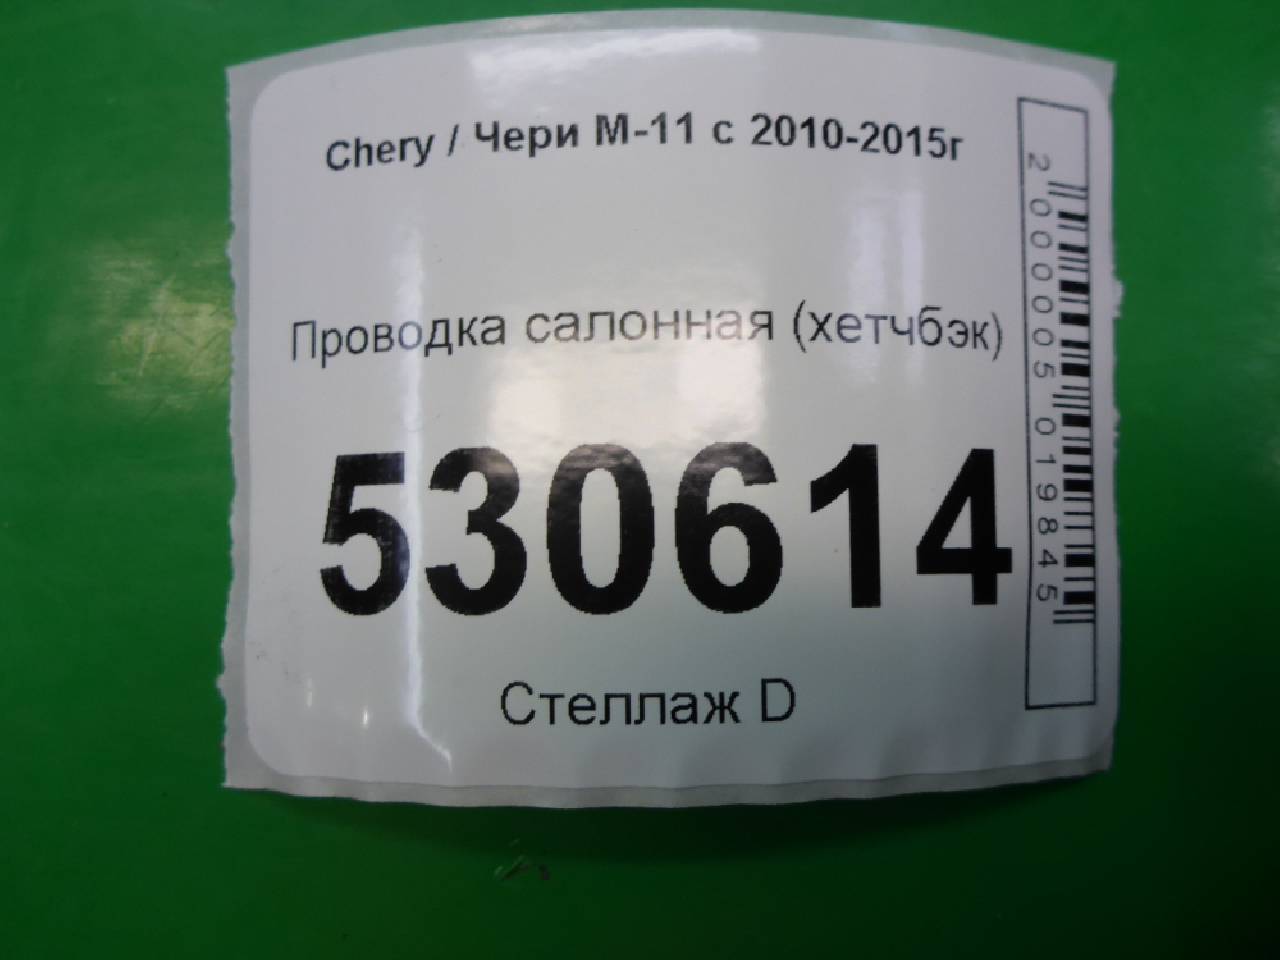 Chery / Чери М-11 с 2010-2015г
Проводка салонная (хетчбэк)
530614
Стеллаж D
2000005019845